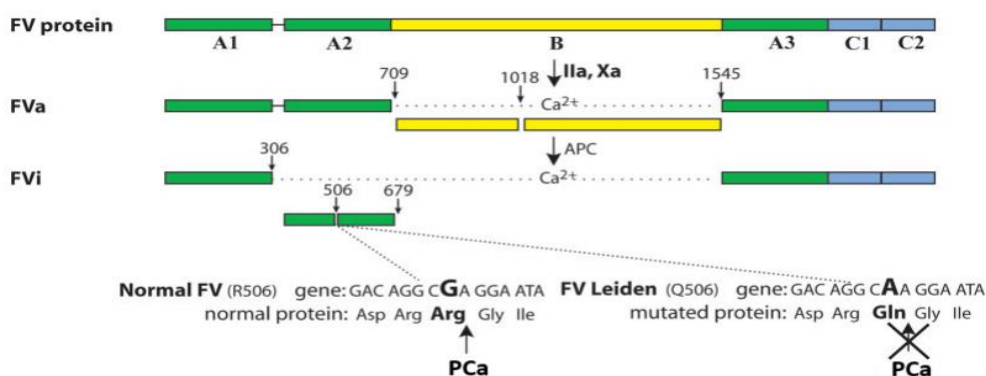 FV protein
A1 A2 B A3 C1 C2
IIa, Xa
709 1018 1545
FVa Ca2+
APC
306
FVi Ca2+
506 679
Normal FV (R506) gene: GAC AGG CGA GGA ATA FV Leiden (Q506) gene: GAC AGG CAA GGA ATA
normal protein: Asp Arg Arg Gly Ile mutated protein: Asp Arg Gln Gly Ile
PCa PCa